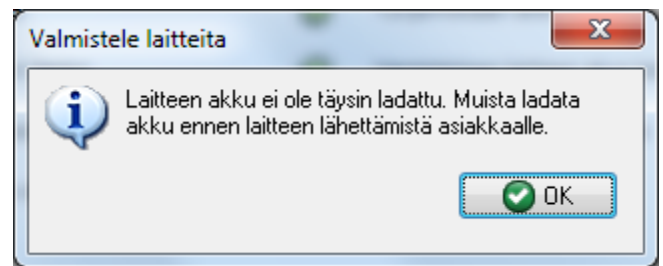 Valmistele laitteita
Laitteen akku ei ole täysin ladattu. Muista ladata
akku ennen laitteen lähettämistä asiakkaalle.
OK